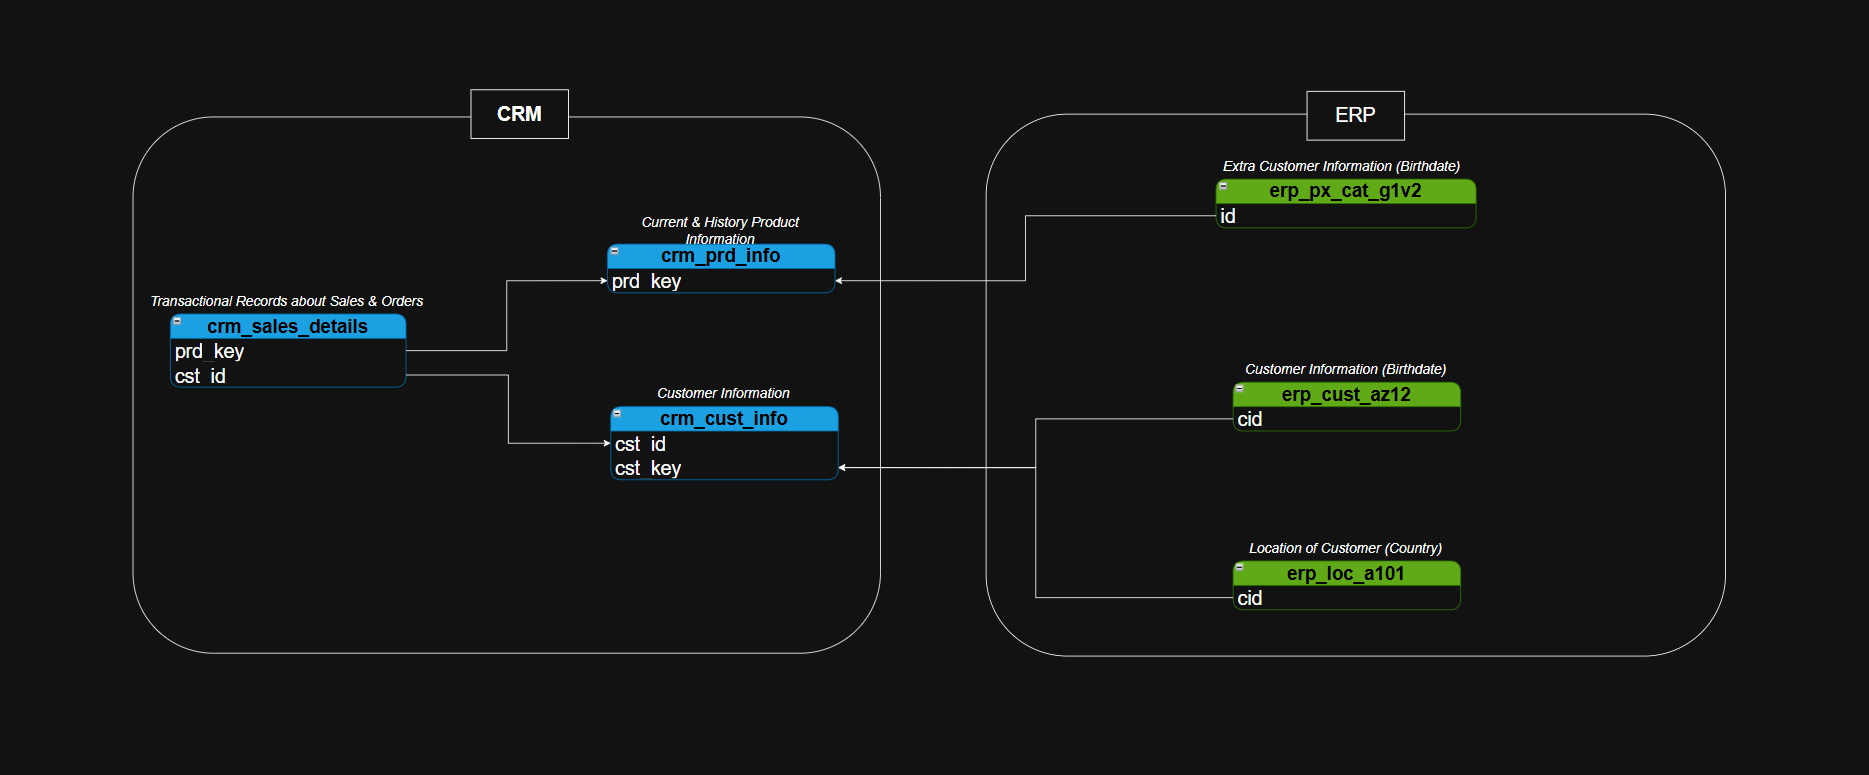 CRM
Current & History Product
Information
crm_prd_info
prd_key
Transactional Records about Sales & Orders
crm_sales_details
prd_key
cst_id
Customer Information
crm_cust_info
cst_id
cst_key
ERP
Extra Customer Information (Birthdate)
erp_px_cat_g1v2
id
Customer Information (Birthdate)
erp_cust_az12
cid
Location of Customer (Country)
erp_loc_a101
cid